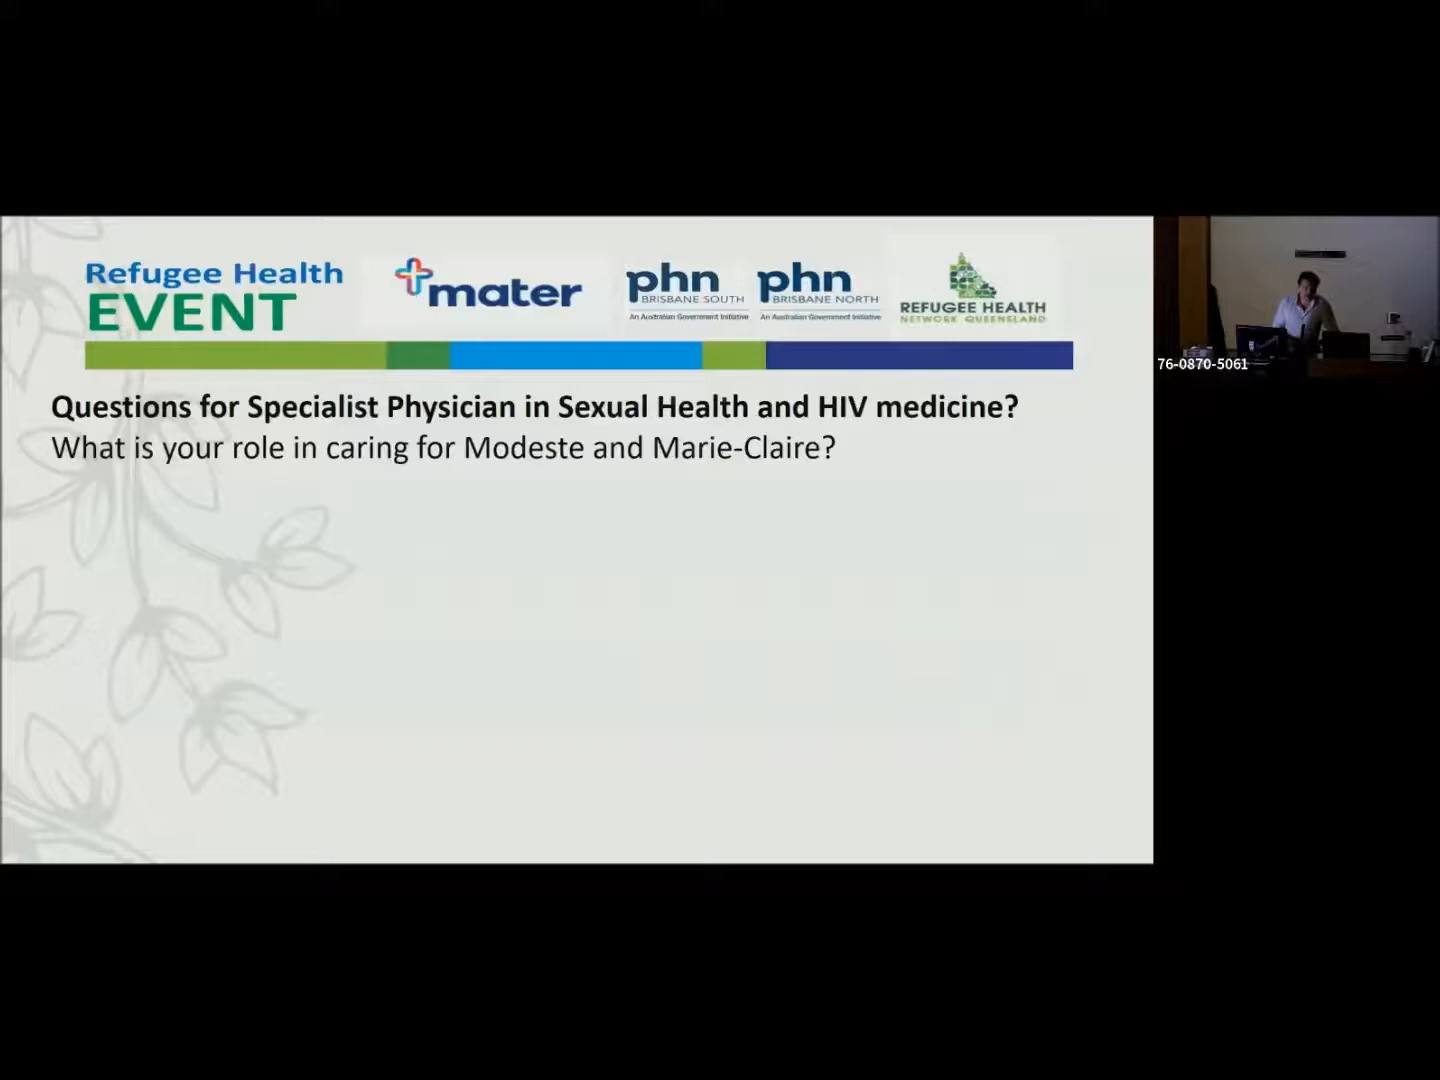 Refugee Health
EVENT
mater
phn
BRISBANE SOUTH
An Australian Government Initiative
phn
BRISBANE NORTH
An Australian Government Initiative
REFUGEE HEALTH
NETWORK QUEENSLAND
Questions for Specialist Physician in Sexual Health and HIV medicine?
What is your role in caring for Modeste and Marie-Claire?
76-0870-5061